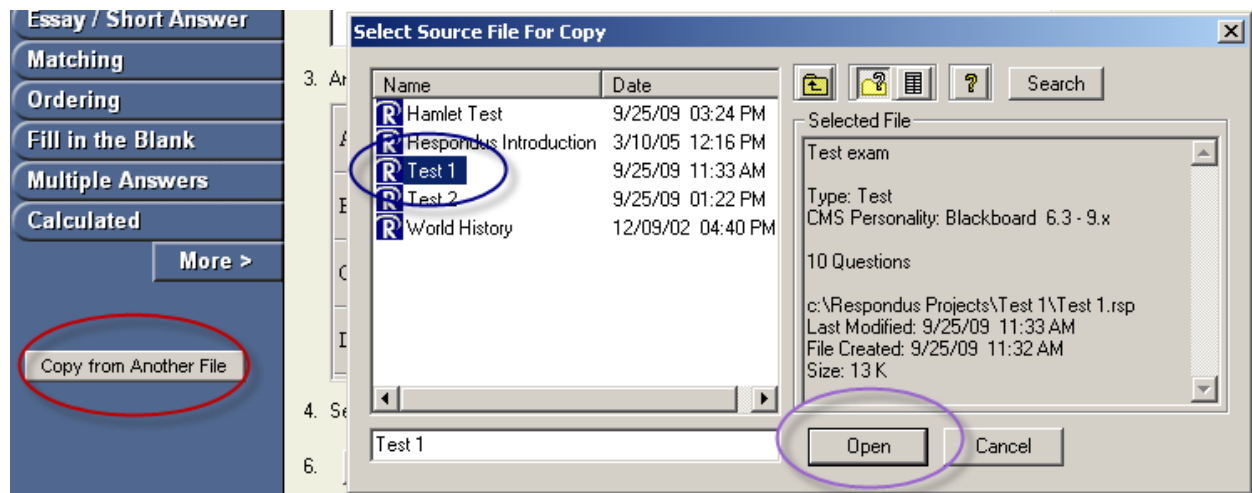 Essay / Short Answer
Matching
Ordering
Fill in the Blank
Multiple Answers
Calculated
More >
Copy from Another File
3. Ar
4. Se
6.
Select Source File For Copy
Name Date
R Hamlet Test 9/25/09 03:24 PM
R Respondus Introduction 3/10/05 12:16 PM
R Test 1 9/25/09 11:33 AM
R Test 2 9/25/09 01:22 PM
R World History 12/09/02 04:40 PM
Test 1
? ? Search
Selected File
Test exam
Type: Test
CMS Personality: Blackboard 6.3 - 9.x
10 Questions
c:\Respondus Projects\Test 1\Test 1.rsp
Last Modified: 9/25/09 11:33 AM
File Created: 9/25/09 11:32 AM
Size: 13 K
Open Cancel